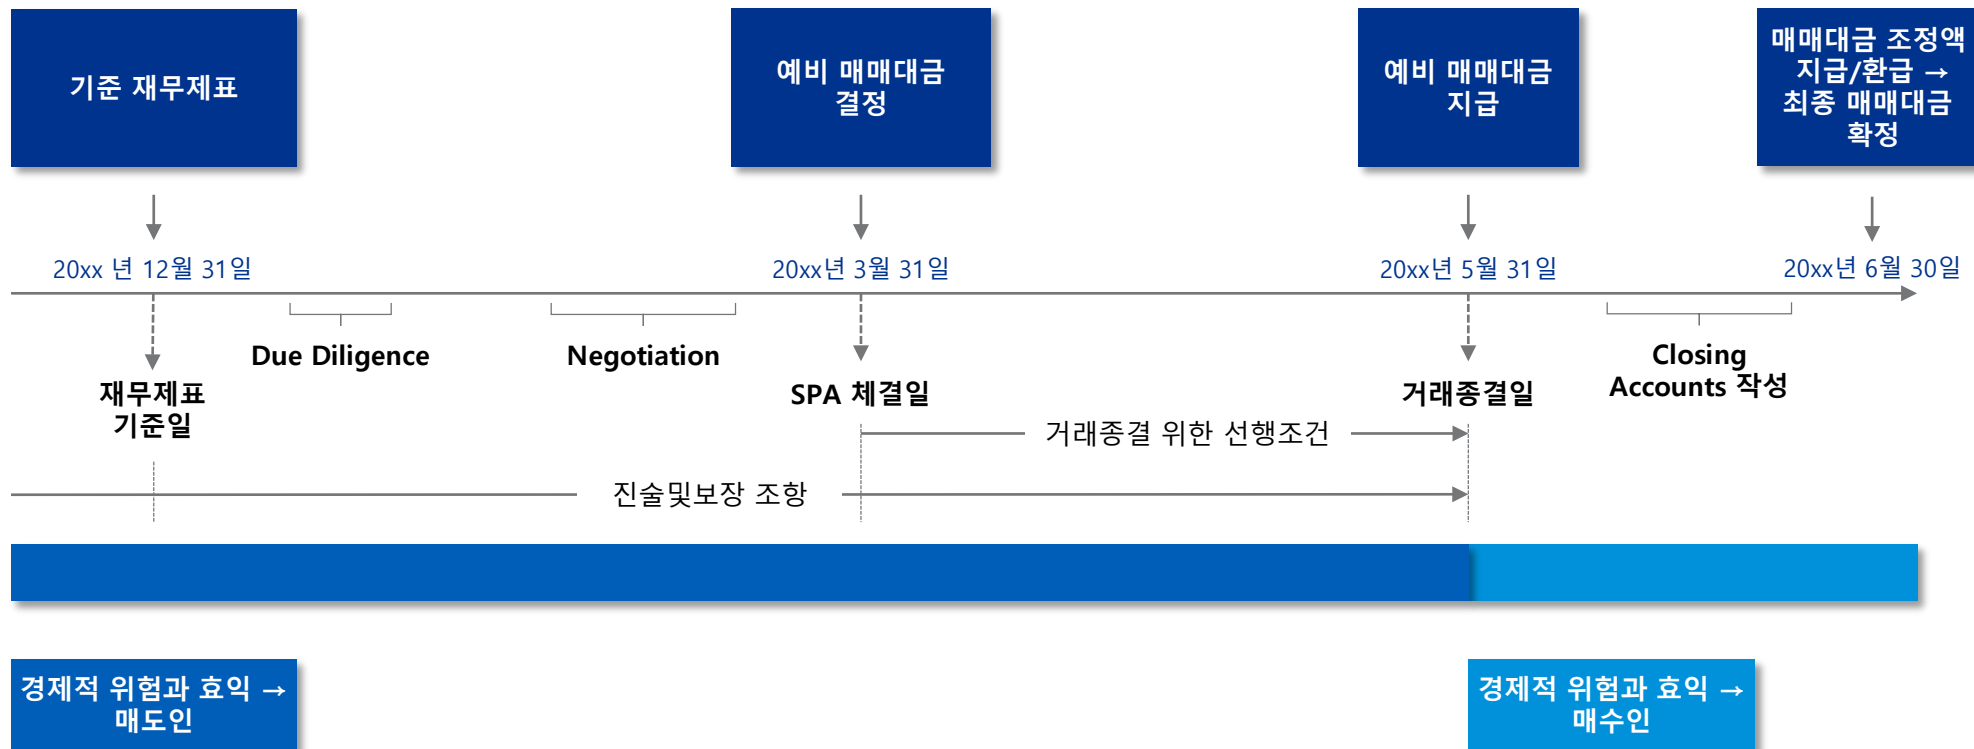 기준 재무제표
예비 매매대금
결정
예비 매매대금
지급
매매대금 조정액
지급/환급 →
최종 매매대금
확정
20xx 년 12월 31일
20xx년 3월 31일
20xx년 5월 31일
20xx년 6월 30일
Due Diligence
Negotiation
Closing
Accounts 작성
재무제표
기준일
SPA 체결일
거래종결일
거래종결 위한 선행조건
진술및보장 조항
경제적 위험과 효익 →
매도인
경제적 위험과 효익 →
매수인